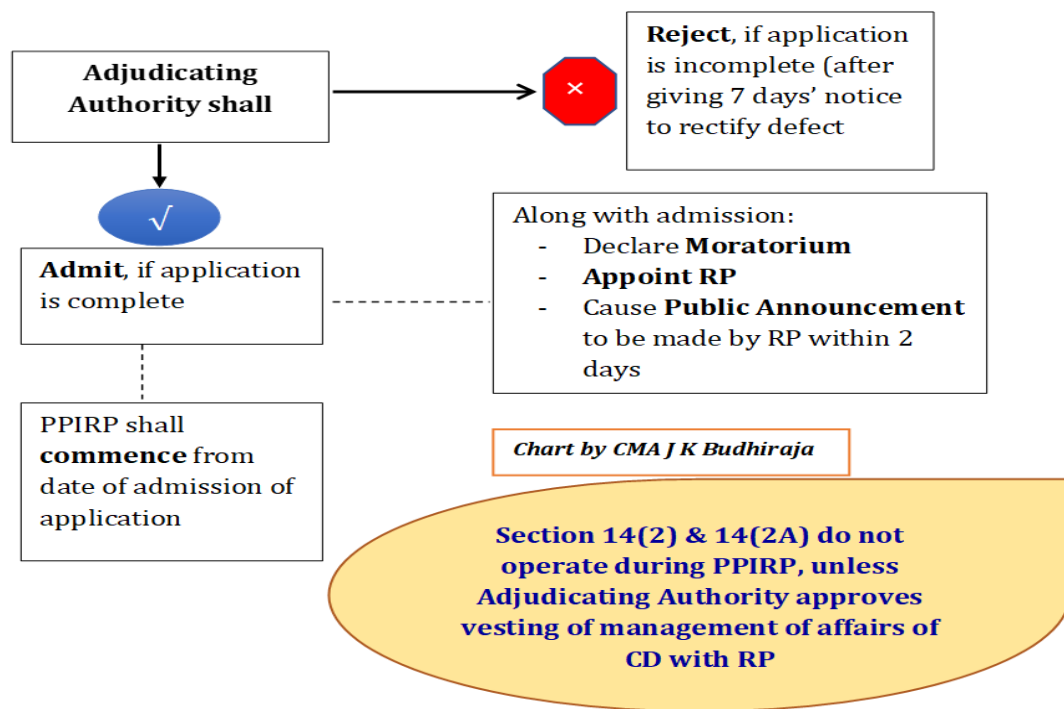 Adjudicating
Authority shall
×
Reject, if application
is incomplete (after
giving 7 days’ notice
to rectify defect
√
Admit, if application
is complete
Along with admission:
- Declare Moratorium
- Appoint RP
- Cause Public Announcement
to be made by RP within 2
days
PPIRP shall
commence from
date of admission of
application
Chart by CMA J K Budhiraja
Section 14(2) & 14(2A) do not
operate during PPIRP, unless
Adjudicating Authority approves
vesting of management of affairs of
CD with RP